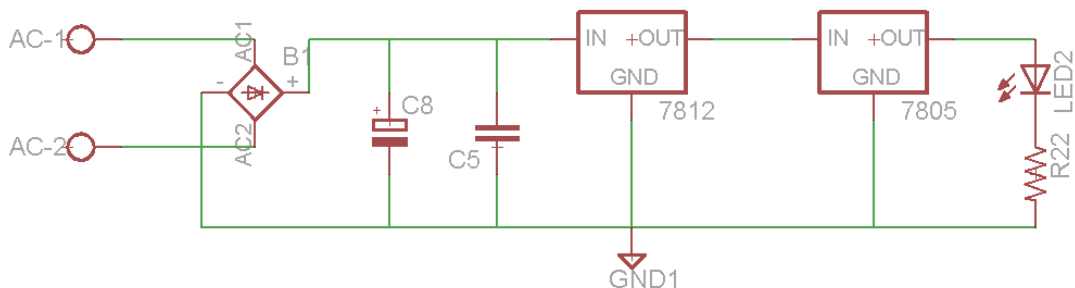 AC-1
AC-2
AC1
AC2
B1
-
+
+
C8
C5
+
IN
+OUT
GND
7812
IN
+OUT
GND
7805
LED2
R22
GND1